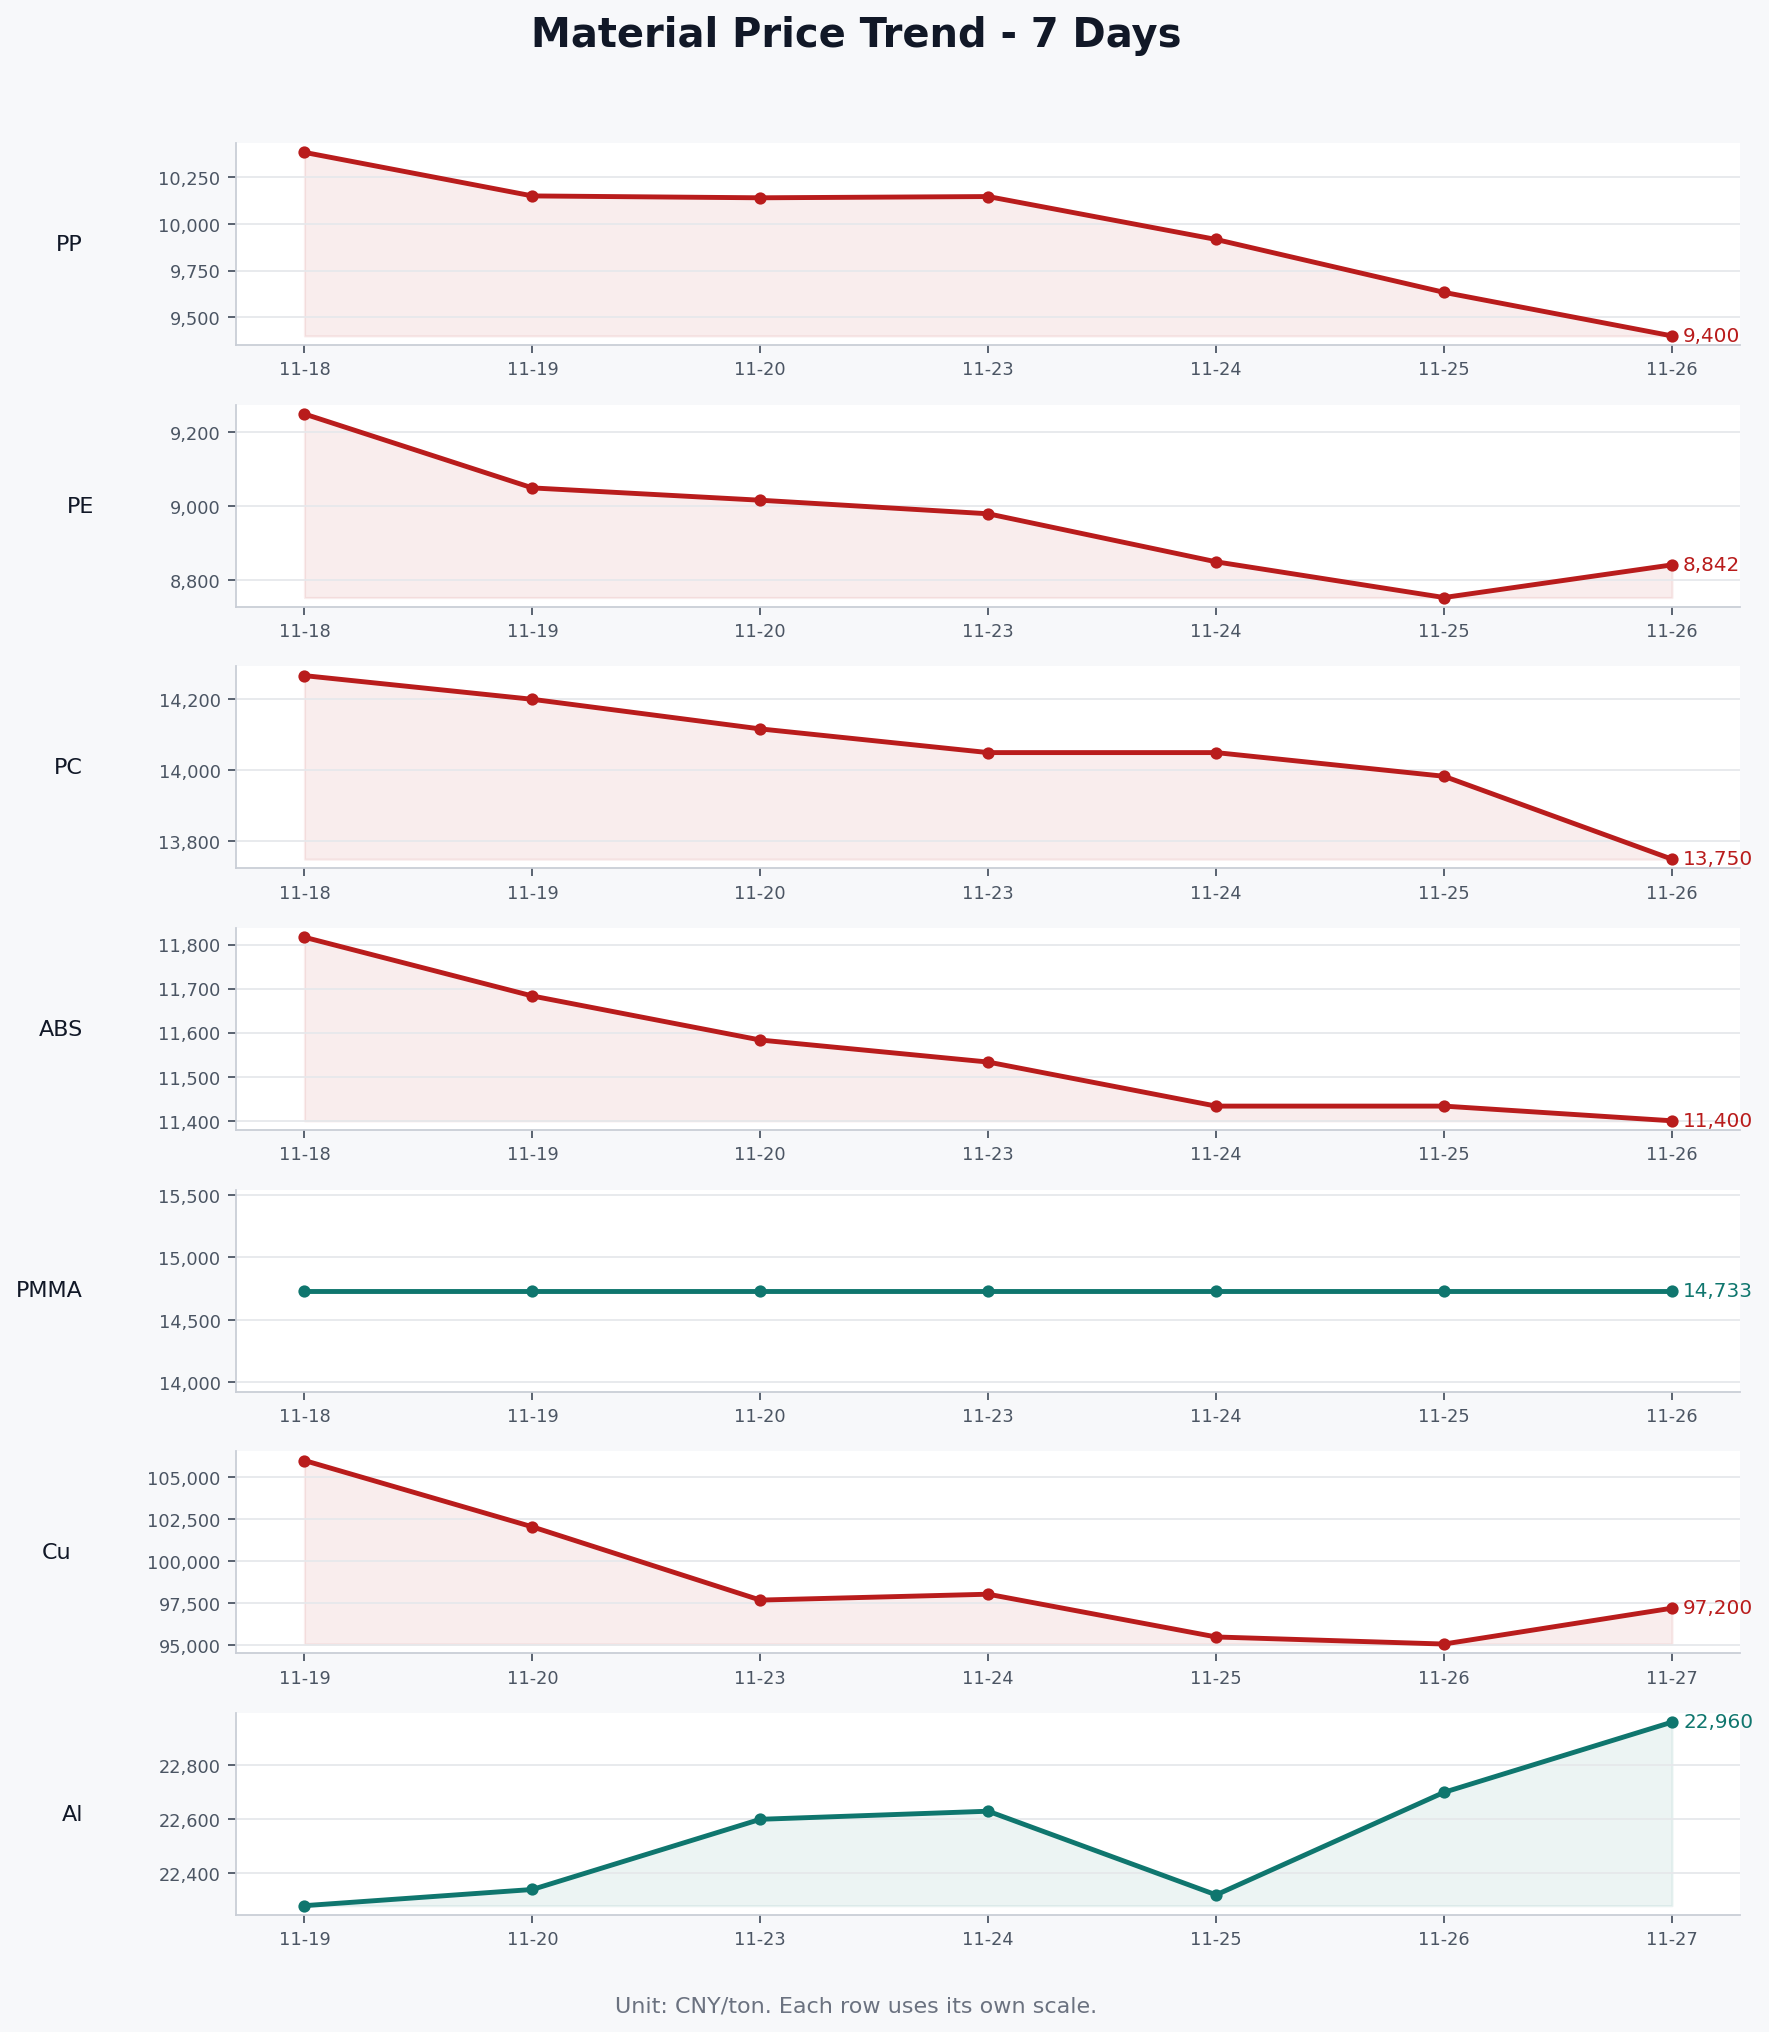 Material Price Trend - 7 Days
PP
10,250
10,000
9,750
9,500
9,400
11-18 11-19 11-20 11-23 11-24 11-25 11-26
PE
9,200
9,000
8,800
8,842
11-18 11-19 11-20 11-23 11-24 11-25 11-26
PC
14,200
14,000
13,800
13,750
11-18 11-19 11-20 11-23 11-24 11-25 11-26
ABS
11,800
11,700
11,600
11,500
11,400
11,400
11-18 11-19 11-20 11-23 11-24 11-25 11-26
PMMA
15,500
15,000
14,500
14,000
14,733
11-18 11-19 11-20 11-23 11-24 11-25 11-26
Cu
105,000
102,500
100,000
97,500
95,000
97,200
11-19 11-20 11-23 11-24 11-25 11-26 11-27
Al
22,800
22,600
22,400
22,960
11-19 11-20 11-23 11-24 11-25 11-26 11-27
Unit: CNY/ton. Each row uses its own scale.